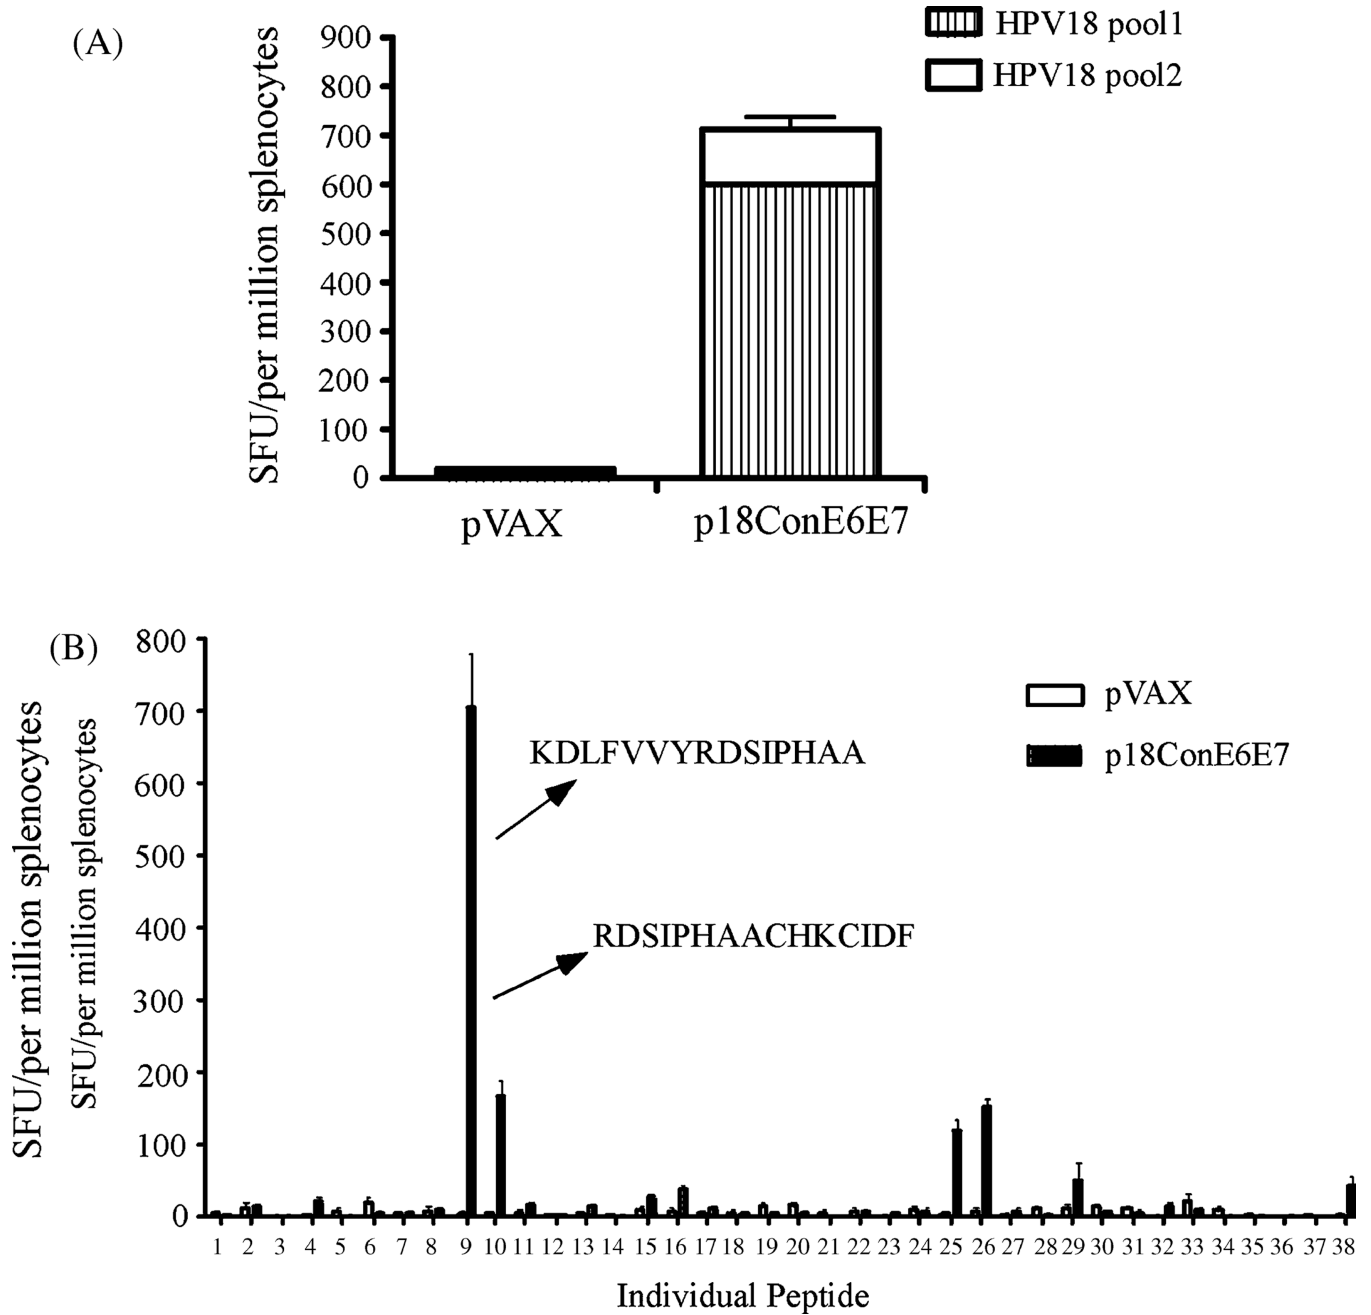 (A)
SFU/per million splenocytes
900
800
700
600
500
400
300
200
100
0
pVAX
p18ConE6E7
HPV18 pool1
HPV18 pool2
(B)
SFU/per million splenocytes
SFU/per million splenocytes
800
700
600
500
400
300
200
100
0
KDLFVVYRDSIPHAA
RDSIPHAACHKCIDF
pVAX
p18ConE6E7
1 2 3 4 5 6 7 8 9 10 11 12 13 14 15 16 17 18 19 20 21 22 23 24 25 26 27 28 29 30 31 32 33 34 35 36 37 38
Individual Peptide